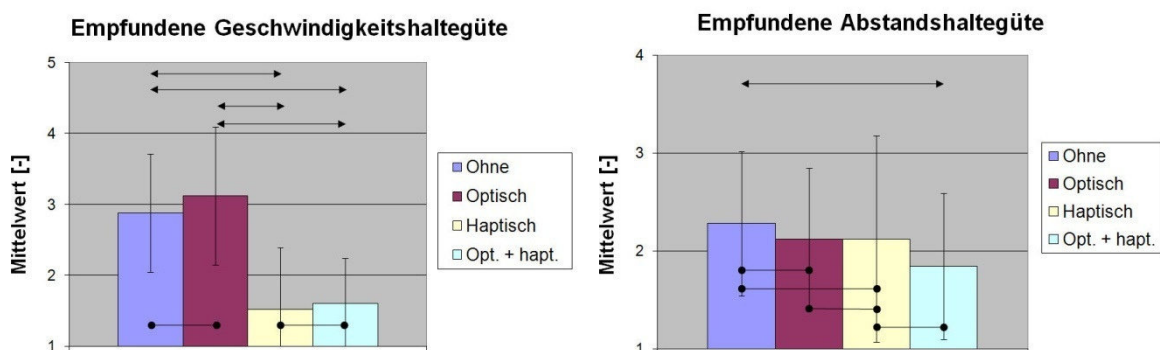 Empfundene Geschwindigkeitshaltegüte
5
4
3
2
1
Mittelwert [-]
Ohne
Optisch
Haptisch
Opt. + hapt.
Empfundene Abstandshaltegüte
4
3
2
1
Mittelwert [-]
Ohne
Optisch
Haptisch
Opt. + hapt.